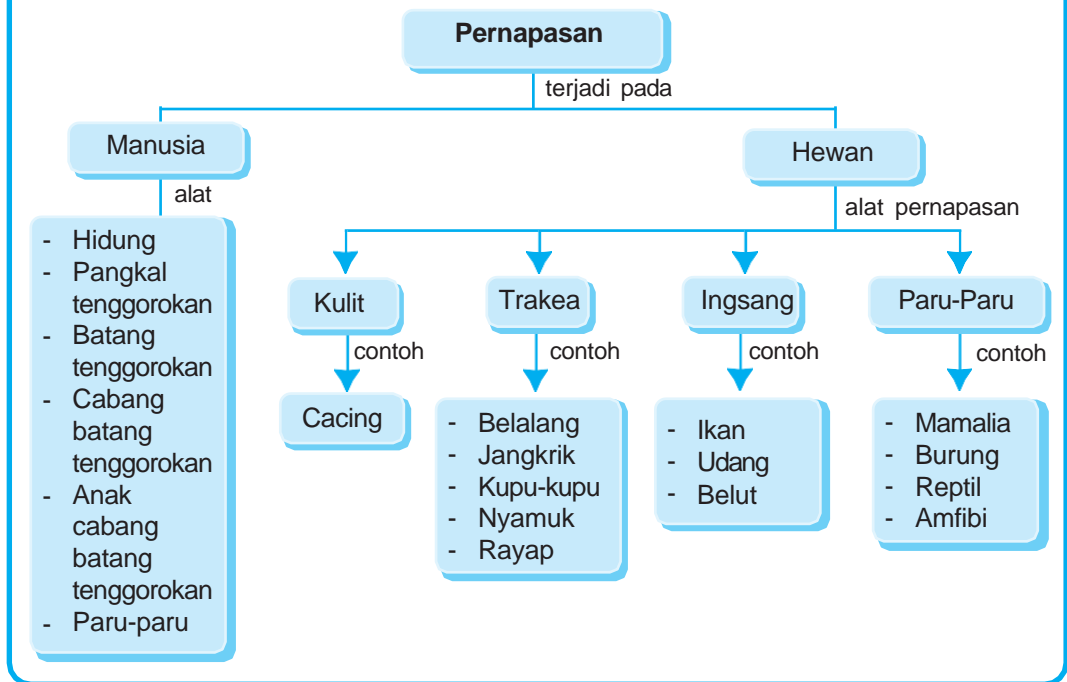 Pernapasan
terjadi pada
Manusia
Hewan
alat
alat pernapasan
- Hidung
- Pangkal
tenggorokan
- Batang
tenggorokan
- Cabang
batang
tenggorokan
- Anak
cabang
batang
tenggorokan
- Paru-paru
Kulit
contoh
Cacing
Trakea
contoh
- Belalang
- Jangkrik
- Kupu-kupu
- Nyamuk
- Rayap
Ingsang
contoh
- Ikan
- Udang
- Belut
Paru-Paru
contoh
- Mamalia
- Burung
- Reptil
- Amfibi